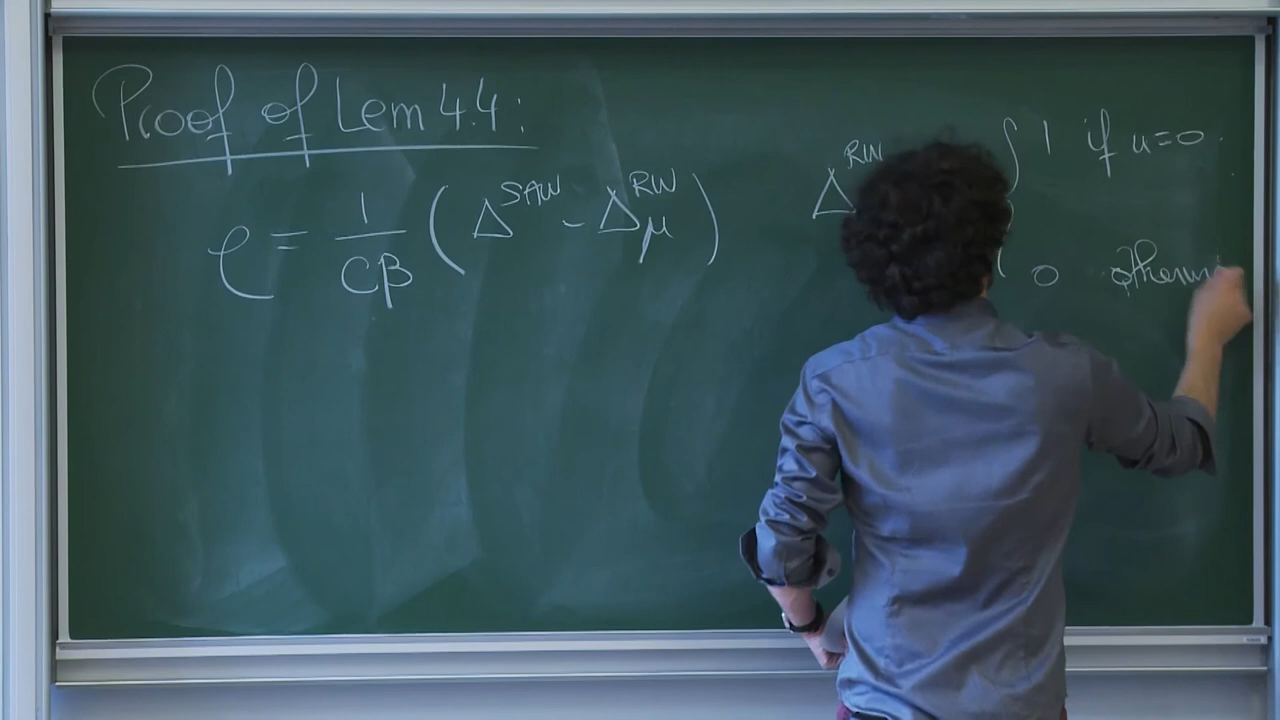 Proof of Lem 4.4:
ρ = 1/Cβ (Δ^SAW - Δ_μ^RW)
Δ^RW { 1 if u=0.
0 otherwi